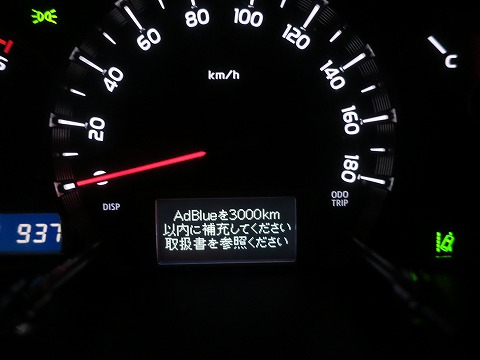 20
40
60
80
100
120
140
160
180
km/h
C
0
DISP
ODO
TRIP
937
AdBlueを3000km
以内に補充してください
取扱書を参照ください